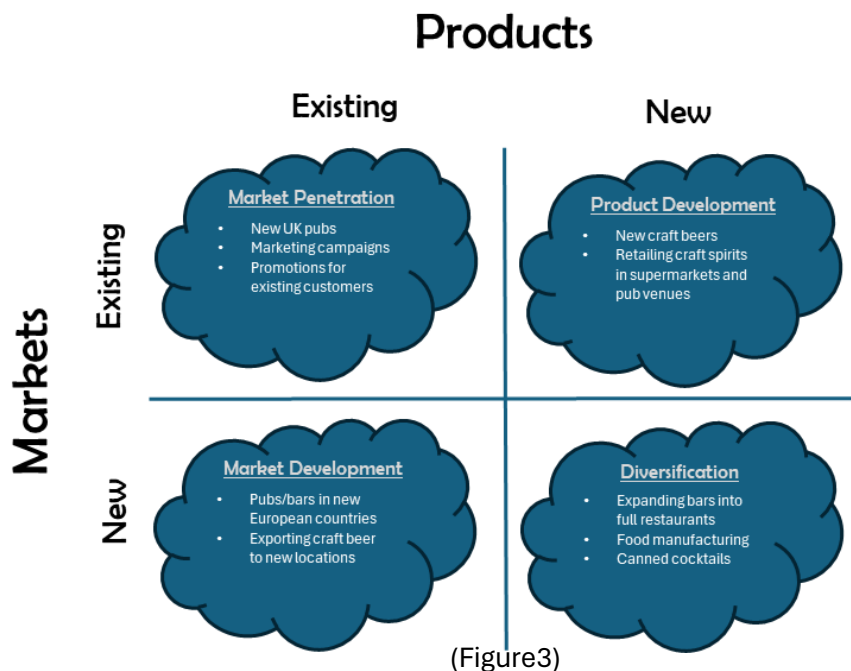 Products
Existing
New
Markets
Existing
Market Penetration
• New UK pubs
• Marketing campaigns
• Promotions for
existing customers
Product Development
• New craft beers
• Retailing craft spirits
in supermarkets and
pub venues
New
Market Development
• Pubs/bars in new
European countries
• Exporting craft beer
to new locations
Diversification
• Expanding bars into
full restaurants
• Food manufacturing
• Canned cocktails
(Figure3)